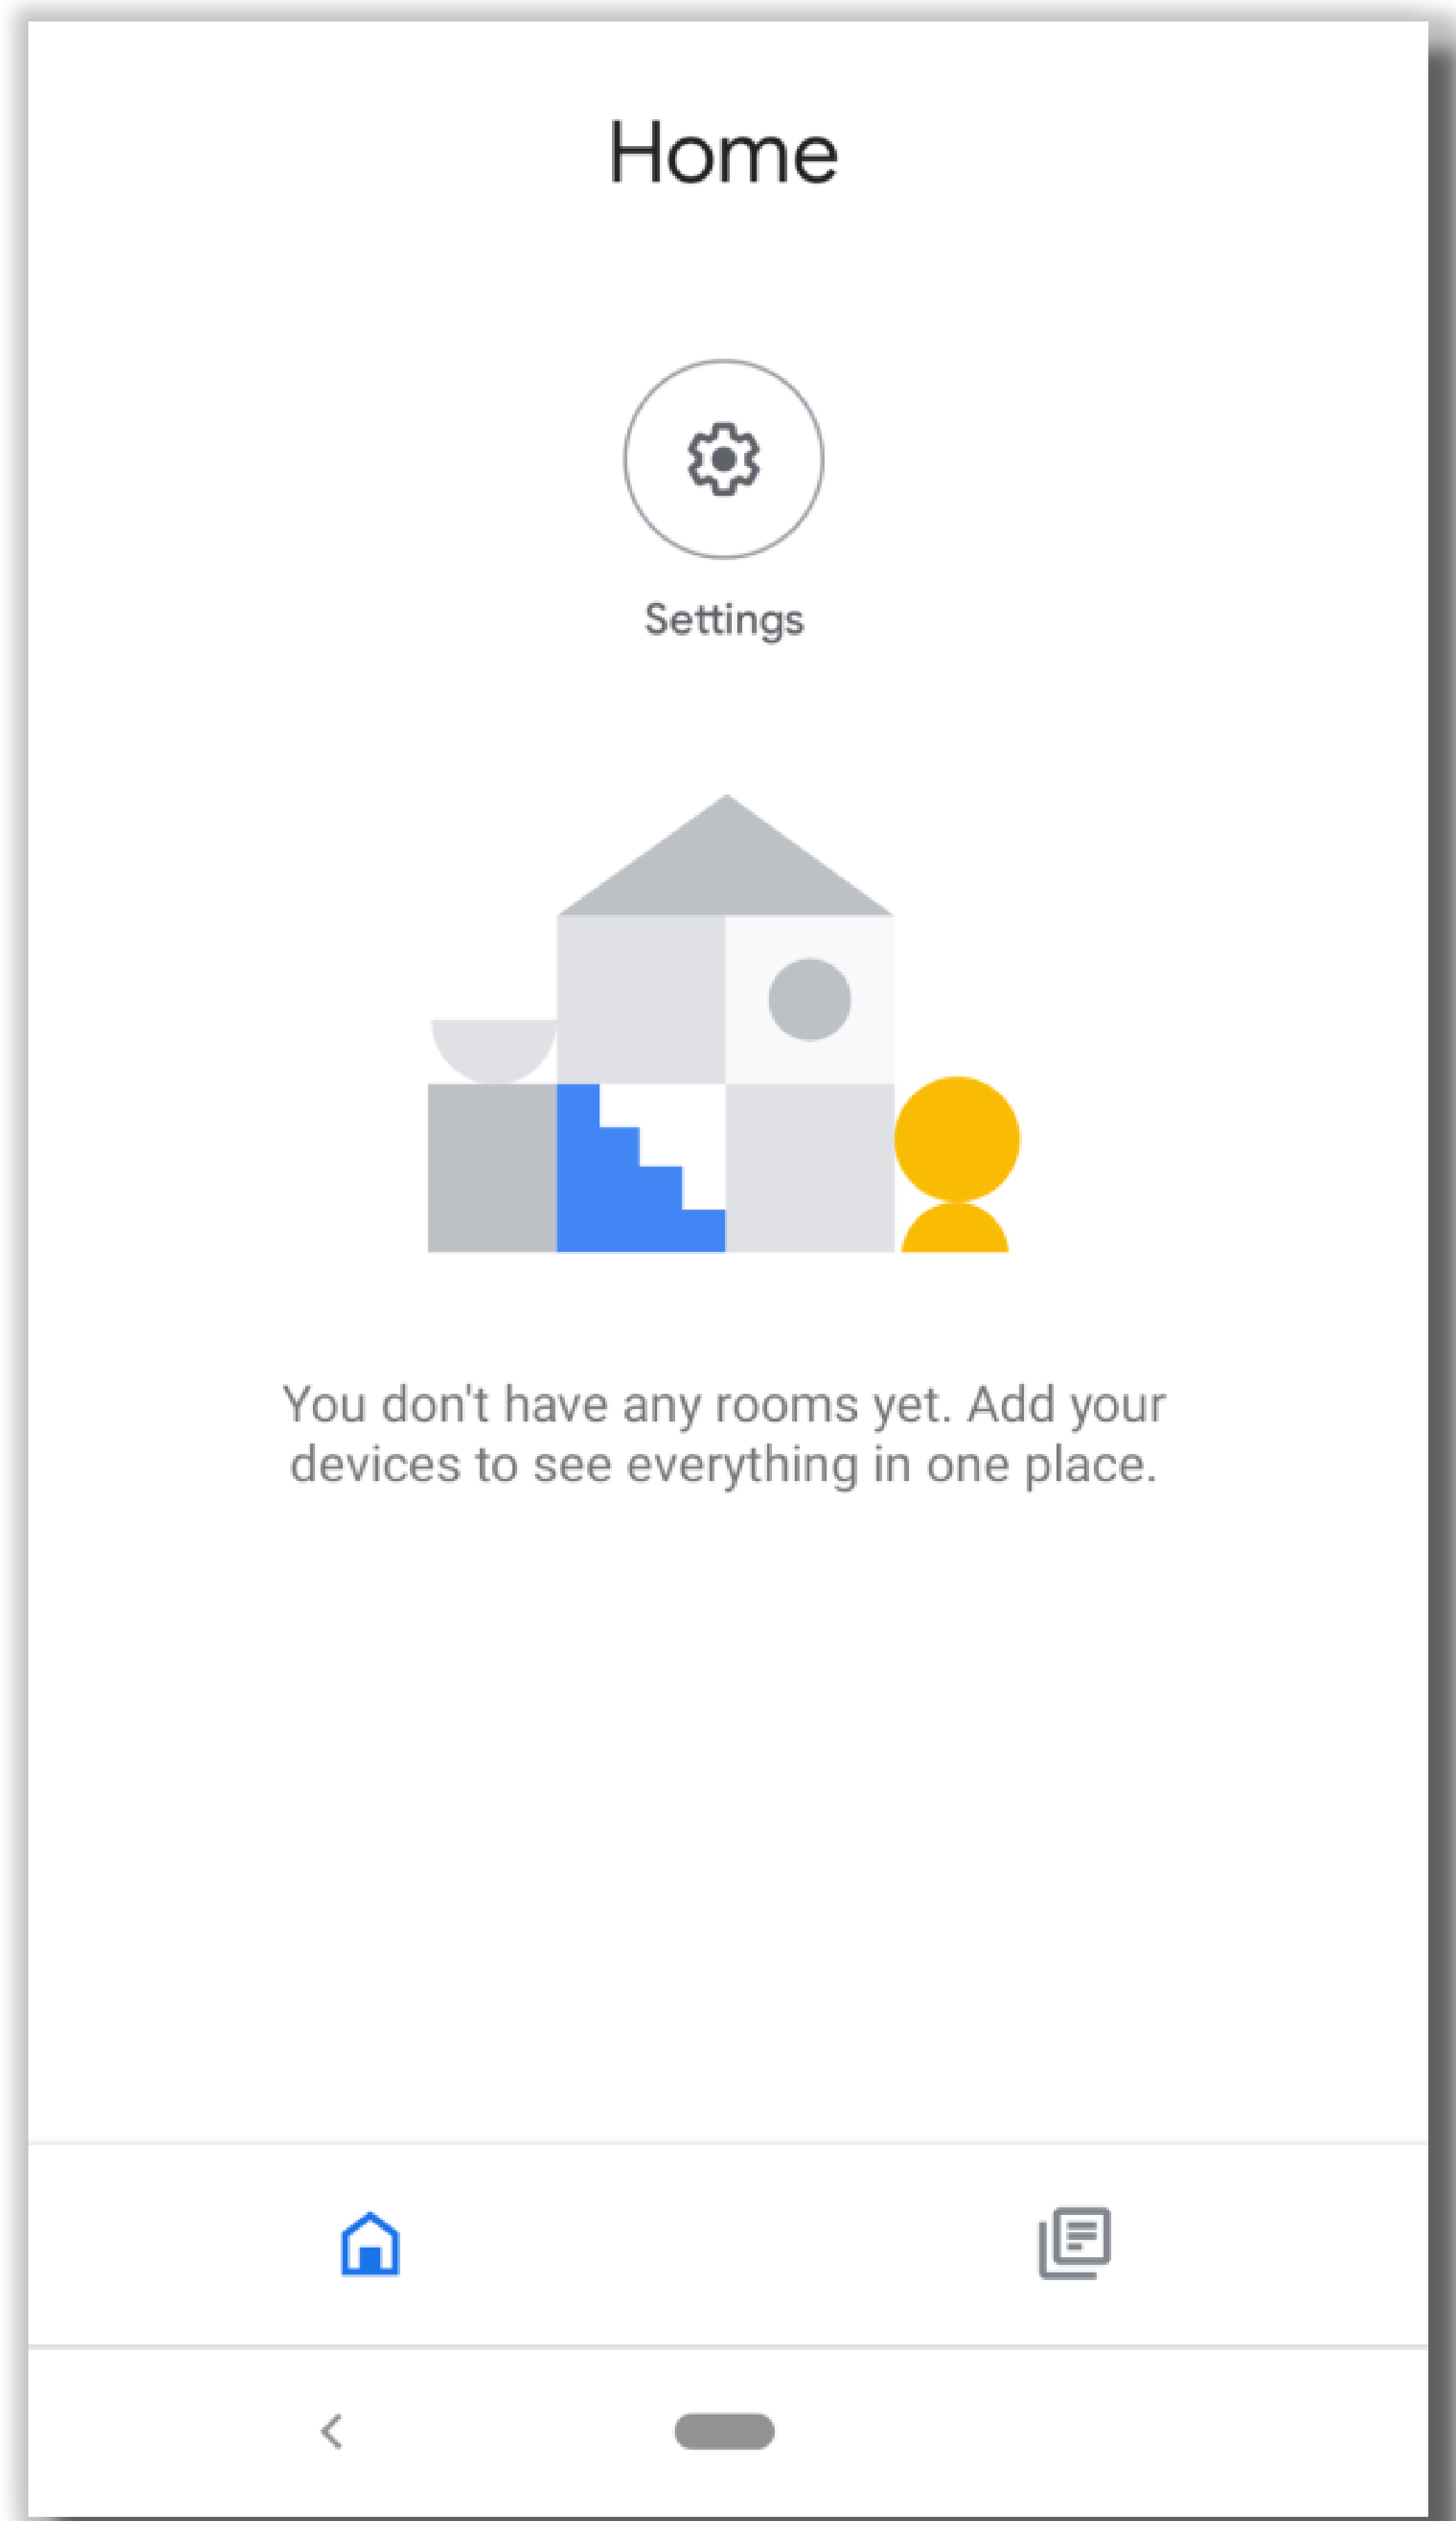 Home
Settings
You don't have any rooms yet. Add your
devices to see everything in one place.